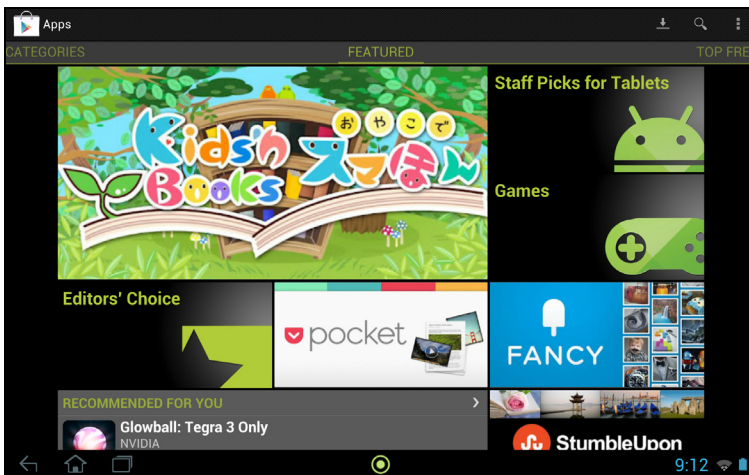 Apps
CATEGORIES
FEATURED
TOP FRE
Kids'n
Books
おやこで
スマほん
Staff Picks for Tablets
Games
Editors' Choice
pocket
FANCY
RECOMMENDED FOR YOU
Glowball: Tegra 3 Only
NVIDIA
StumbleUpon
9:12